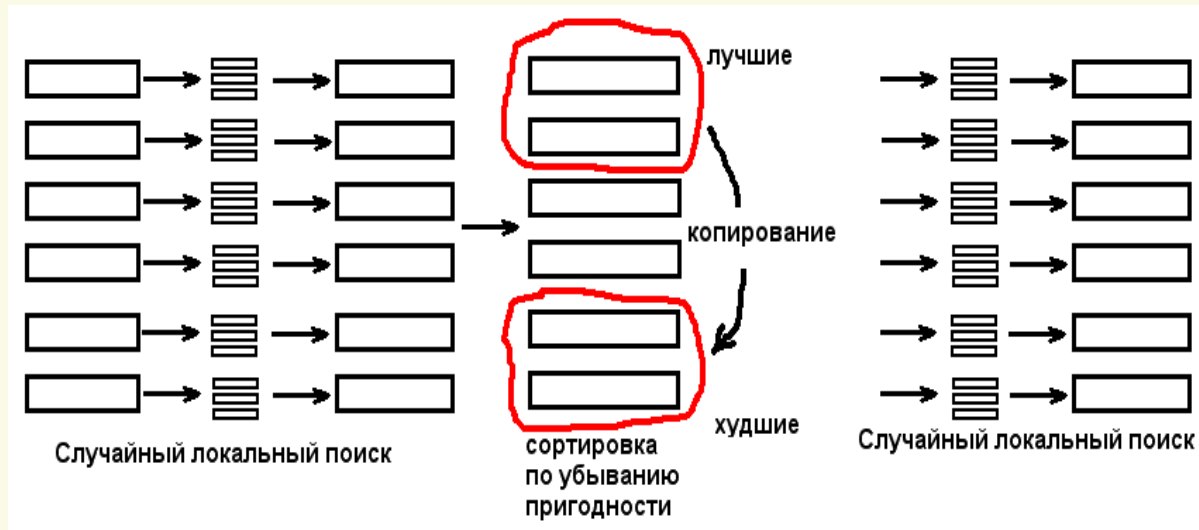 лучшие
копирование
худшие
Случайный локальный поиск
сортировка
по убыванию
пригодности
Случайный локальный поиск